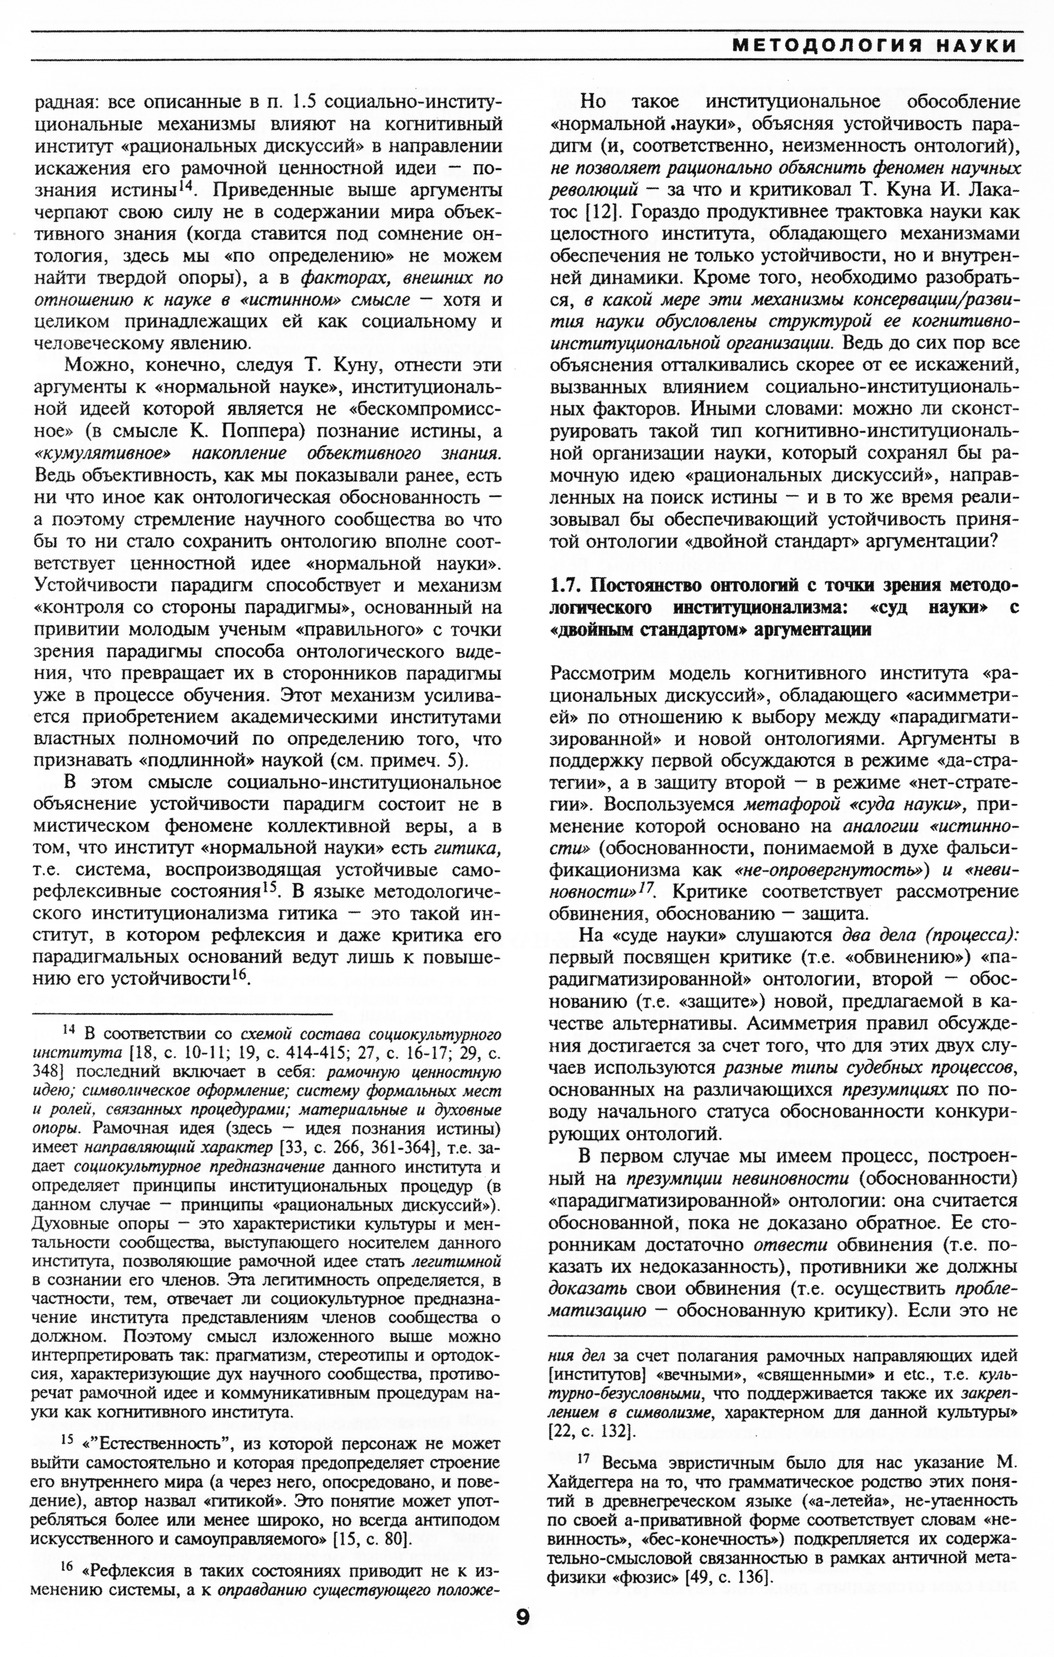 МЕТОДОЛОГИЯ НАУКИ
радная: все описанные в п. 1.5 социально-институ-
циональные механизмы влияют на когнитивный
институт «рациональных дискуссий» в направлении
искажения его рамочной ценностной идеи — по-
знания истины14. Приведенные выше аргументы
черпают свою силу не в содержании мира объек-
тивного знания (когда ставится под сомнение он-
тология, здесь мы «по определению» не можем
найти твердой опоры), а в факторах, внешних по
отношению к науке в «истинном» смысле — хотя и
целиком принадлежащих ей как социальному и
человеческому явлению.
Можно, конечно, следуя Т. Куну, отнести эти
аргументы к «нормальной науке», институциональ-
ной идеей которой является не «бескомпромисс-
ное» (в смысле К. Поппера) познание истины, а
«кумулятивное» накопление объективного знания.
Ведь объективность, как мы показывали ранее, есть
ни что иное как онтологическая обоснованность —
а поэтому стремление научного сообщества во что
бы то ни стало сохранить онтологию вполне соот-
ветствует ценностной идее «нормальной науки».
Устойчивости парадигм способствует и механизм
«контроля со стороны парадигмы», основанный на
привитии молодым ученым «правильного» с точки
зрения парадигмы способа онтологического виде-
ния, что превращает их в сторонников парадигмы
уже в процессе обучения. Этот механизм усилива-
ется приобретением академическими институтами
властных полномочий по определению того, что
признавать «подлинной» наукой (см. примеч. 5).
В этом смысле социально-институциональное
объяснение устойчивости парадигм состоит не в
мистическом феномене коллективной веры, а в
том, что институт «нормальной науки» есть гитика,
т.е. система, воспроизводящая устойчивые само-
рефлексивные состояния15. В языке методологиче-
ского институционализма гитика — это такой ин-
ститут, в котором рефлексия и даже критика его
парадигмальных оснований ведут лишь к повыше-
нию его устойчивости16.
14 В соответствии со схемой состава социокультурного
института [18, с. 10-11; 19, с. 414-415; 27, с. 16-17; 29, с.
348] последний включает в себя: рамочную ценностную
идею; символическое оформление; систему формальных мест
и ролей, связанных процедурами; материальные и духовные
опоры. Рамочная идея (здесь — идея познания истины)
имеет направляющий характер [33, с. 266, 361-364], т.е. за-
дает социокультурное предназначение данного института и
определяет принципы институциональных процедур (в
данном случае — принципы «рациональных дискуссий»).
Духовные опоры — это характеристики культуры и мен-
тальности сообщества, выступающего носителем данного
института, позволяющие рамочной идее стать легитимной
в сознании его членов. Эта легитимность определяется, в
частности, тем, отвечает ли социокультурное предназна-
чение института представлениям членов сообщества о
должном. Поэтому смысл изложенного выше можно
интерпретировать так: прагматизм, стереотипы и ортодок-
сия, характеризующие дух научного сообщества, противо-
речат рамочной идее и коммуникативным процедурам на-
уки как когнитивного института.
15 «"Естественность", из которой персонаж не может
выйти самостоятельно и которая предопределяет строение
его внутреннего мира (а через него, опосредовано, и пове-
дение), автор назвал «гитикой». Это понятие может упот-
ребляться более или менее широко, но всегда антиподом
искусственного и самоуправляемого» [15, с. 80].
16 «Рефлексия в таких состояниях приводит не к из-
менению системы, а к оправданию существующего положе-
Но такое институциональное обособление
«нормальной .науки», объясняя устойчивость пара-
дигм (и, соответственно, неизменность онтологий),
не позволяет рационально объяснить феномен научных
революций — за что и критиковал Т. Куна И. Лака-
тос [12]. Гораздо продуктивнее трактовка науки как
целостного института, обладающего механизмами
обеспечения не только устойчивости, но и внутрен-
ней динамики. Кроме того, необходимо разобрать-
ся, в какой мере эти механизмы консервации/разви-
тия науки обусловлены структурой ее когнитивно-
институциональной организации. Ведь до сих пор все
объяснения отталкивались скорее от ее искажений,
вызванных влиянием социально-институциональ-
ных факторов. Иными словами: можно ли сконст-
руировать такой тип когнитивно-институциональ-
ной организации науки, который сохранял бы ра-
мочную идею «рациональных дискуссий», направ-
ленных на поиск истины — и в то же время реали-
зовывал бы обеспечивающий устойчивость приня-
той онтологии «двойной стандарт» аргументации?
1.7. Постоянство онтологий с точки зрения методо-
логического институционализма: «суд науки» с
«двойным стандартом» аргументации
Рассмотрим модель когнитивного института «ра-
циональных дискуссий», обладающего «асимметри-
ей» по отношению к выбору между «парадигмати-
зированной» и новой онтологиями. Аргументы в
поддержку первой обсуждаются в режиме «да-стра-
тегии», а в защиту второй — в режиме «нет-страте-
гии». Воспользуемся метафорой «суда науки», при-
менение которой основано на аналогии «истинно-
сти» (обоснованности, понимаемой в духе фальси-
фикационизма как «не-опровергнутость») и «неви-
новности»17. Критике соответствует рассмотрение
обвинения, обоснованию — защита.
На «суде науки» слушаются два дела (процесса):
первый посвящен критике (т.е. «обвинению») «па-
радигматизированной» онтологии, второй — обос-
нованию (т.е. «защите») новой, предлагаемой в ка-
честве альтернативы. Асимметрия правил обсужде-
ния достигается за счет того, что для этих двух слу-
чаев используются разные типы судебных процессов,
основанных на различающихся презумпциях по по-
воду начального статуса обоснованности конкури-
рующих онтологий.
В первом случае мы имеем процесс, построен-
ный на презумпции невиновности (обоснованности)
«парадигматизированной» онтологии: она считается
обоснованной, пока не доказано обратное. Ее сто-
ронникам достаточно отвести обвинения (т.е. по-
казать их недоказанность), противники же должны
доказать свои обвинения (т.е. осуществить пробле-
матизацию — обоснованную критику). Если это не
ния дел за счет полагания рамочных направляющих идей
[институтов] «вечными», «священными» и etc., т.е. куль-
турно-безусловными, что поддерживается также их закреп-
лением в символизме, характерном для данной культуры»
[22, с. 132].
17 Весьма эвристичным было для нас указание М.
Хайдеггера на то, что грамматическое родство этих поня-
тий в древнегреческом языке («а-летейа», не-утаенность
по своей а-привативной форме соответствует словам «не-
винность», «бес-конечность») подкрепляется их содержа-
тельно-смысловой связанностью в рамках античной мета-
физики «фюзис» [49, с. 136].
9